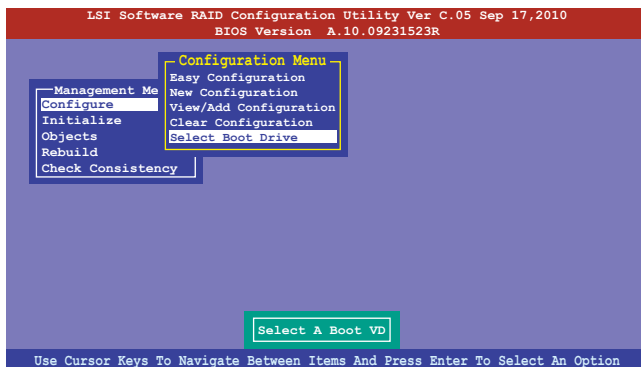 LSI Software RAID Configuration Utility Ver C.05 Sep 17,2010
BIOS Version A.10.09231523R
Configuration Menu
Easy Configuration
New Configuration
View/Add Configuration
Clear Configuration
Select Boot Drive
Management Me
Configure
Initialize
Objects
Rebuild
Check Consistency
Select A Boot VD
Use Cursor Keys To Navigate Between Items And Press Enter To Select An Option